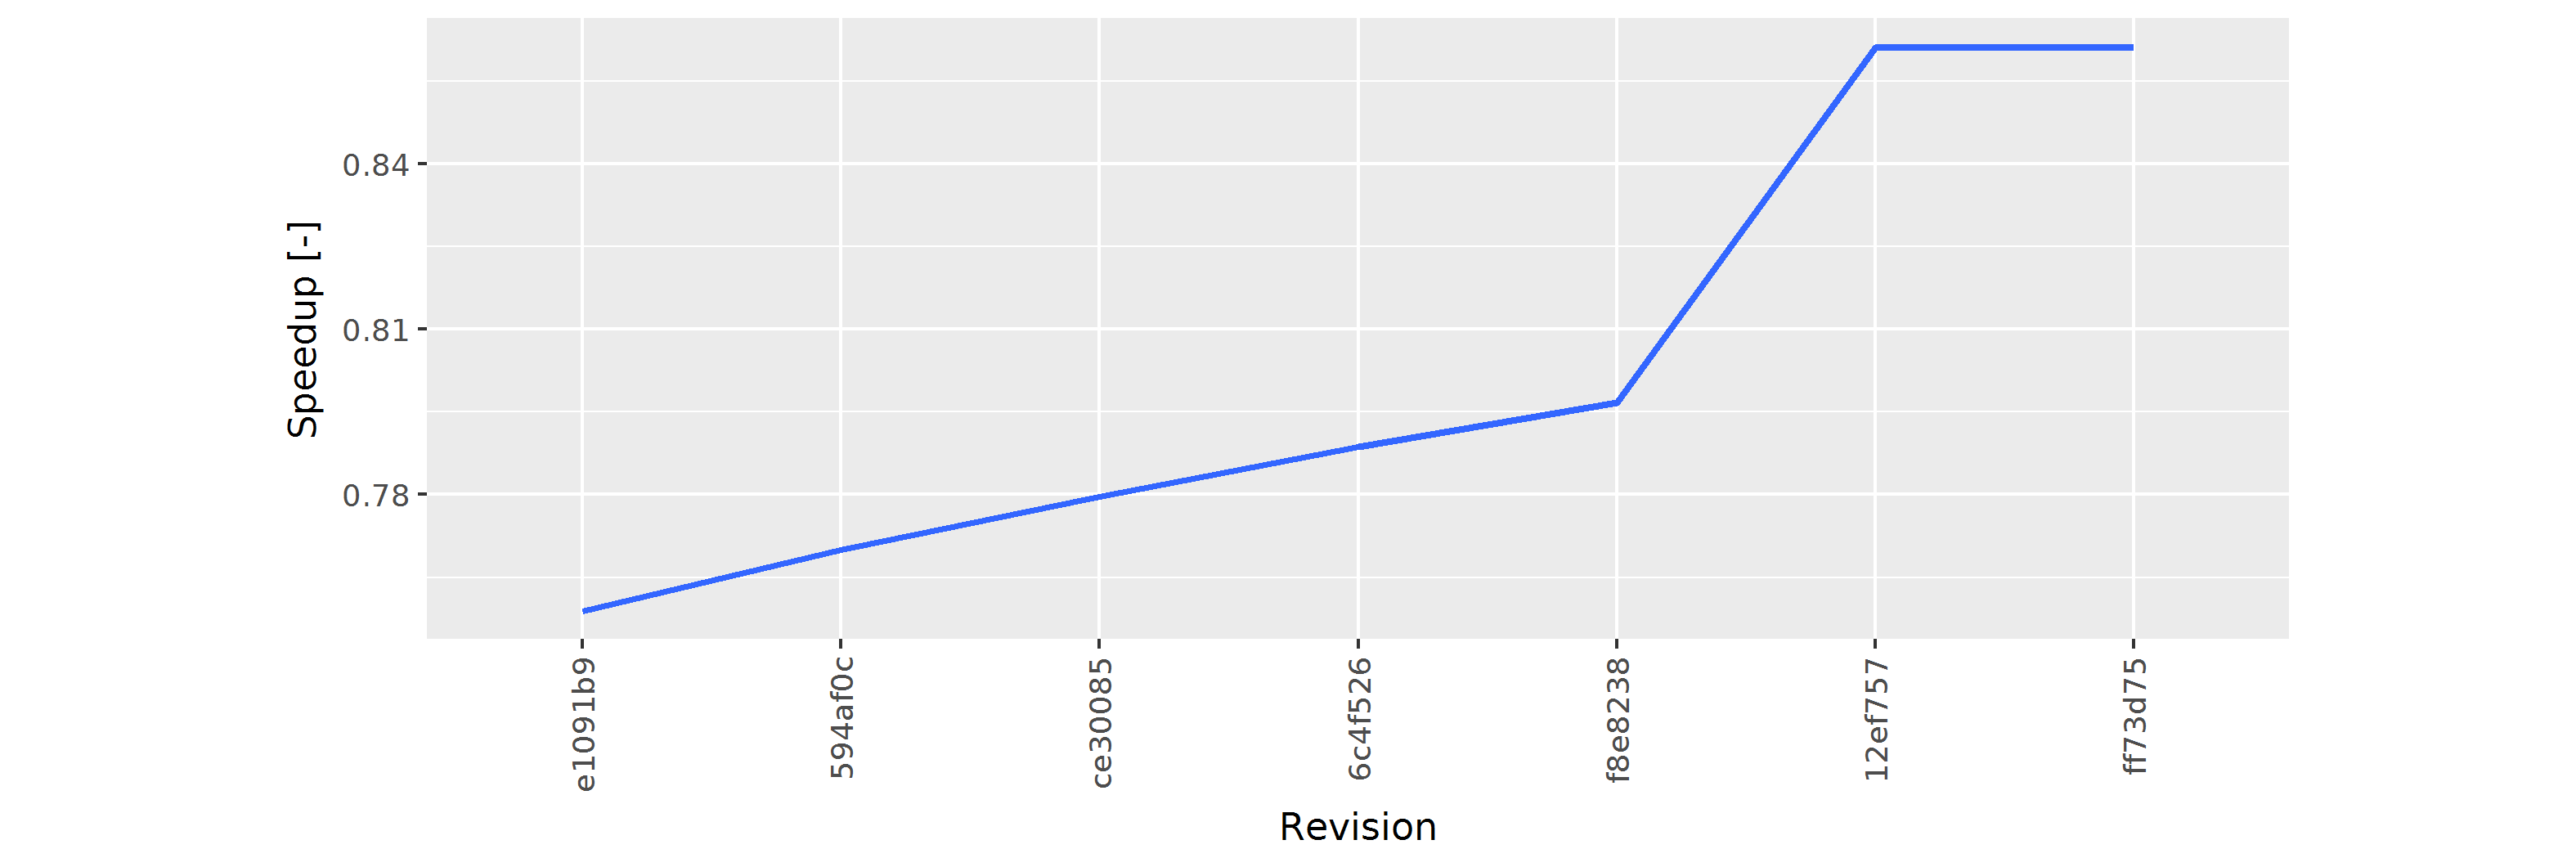 Speedup [-]
0.84
0.81
0.78
e1091b9
594af0c
ce30085
6c4f526
f8e8238
12ef757
ff73d75
Revision